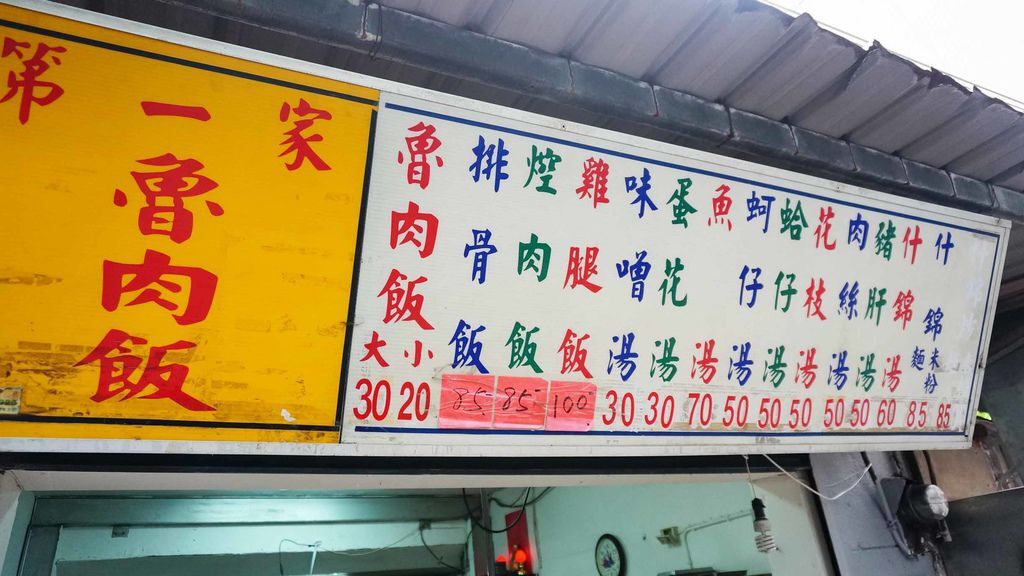 第一家
魯肉飯
魯肉飯 大 30 小 20
排骨飯 85
焢肉飯 85
雞腿飯 100
味噌湯 30
蛋花湯 30
魚湯 70
蚵仔湯 50
蛤仔湯 50
花枝湯 50
肉絲湯 50
豬肝湯 50
什錦湯 60
什錦 麵 85 米粉 85